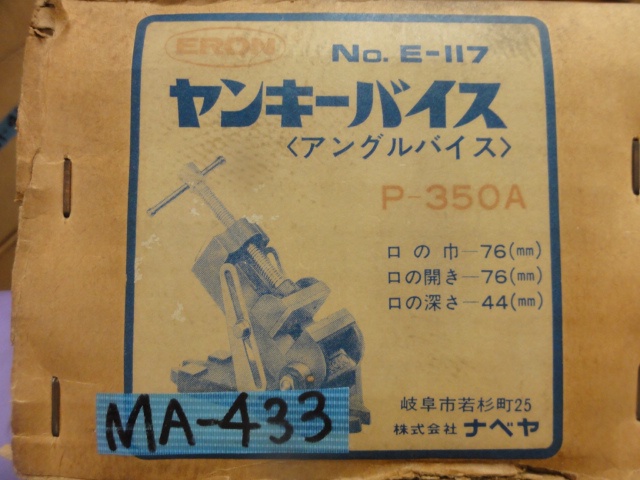 ERON
No. E-117
ヤンキーバイス
〈アングルバイス〉
P-350A
口の巾—76(mm)
口の開き—76(mm)
口の深さ—44(mm)
岐阜市若杉町25
株式会社 ナベヤ
MA-433